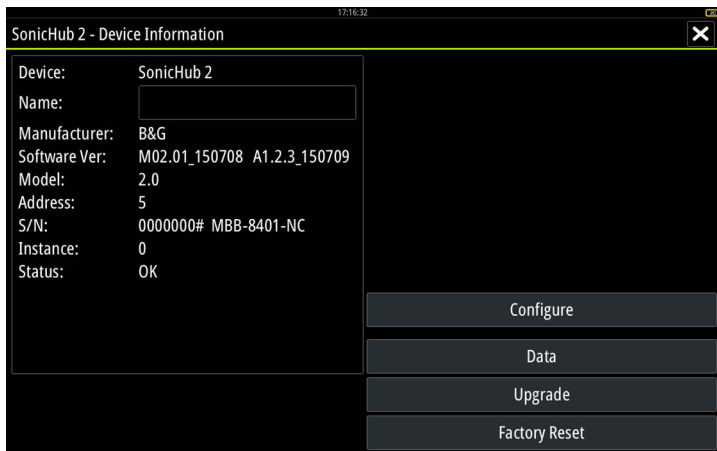 17:16:32
SonicHub 2 - Device Information
Device: SonicHub 2
Name:
Manufacturer: B&G
Software Ver: M02.01_150708 A1.2.3_150709
Model: 2.0
Address: 5
S/N: 0000000# MBB-8401-NC
Instance: 0
Status: OK
Configure
Data
Upgrade
Factory Reset